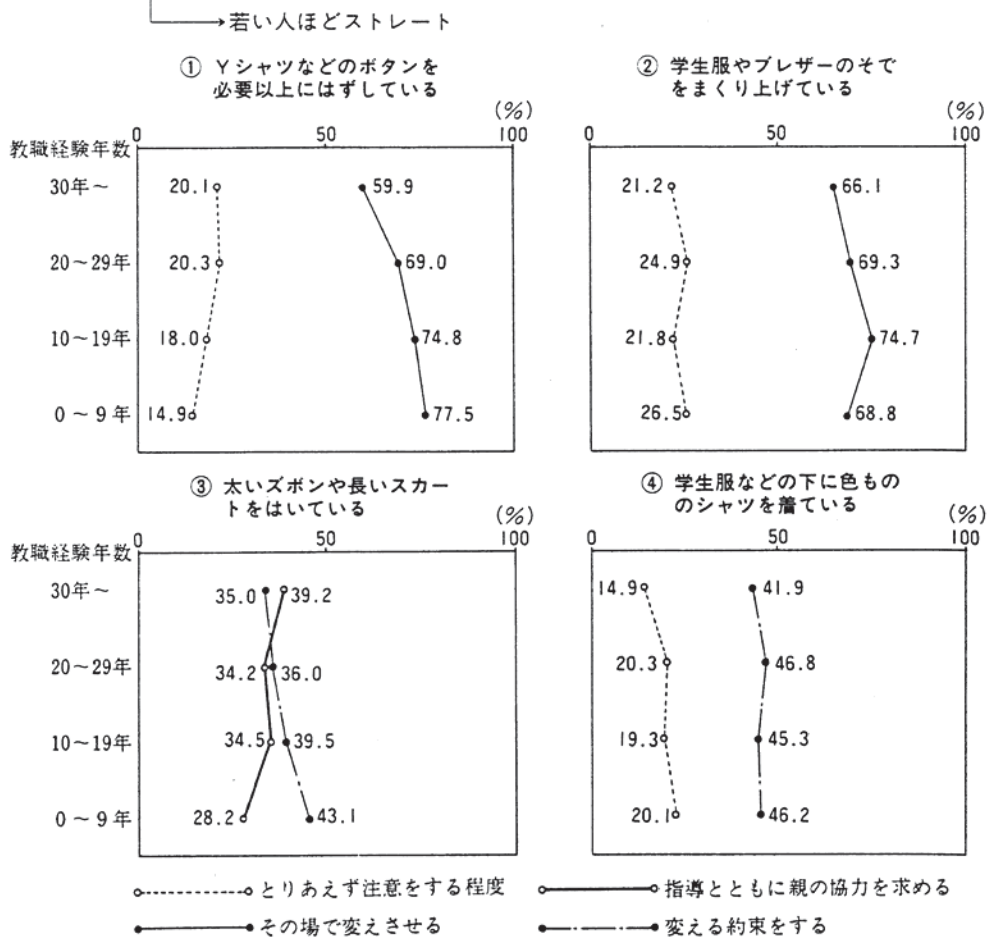 →若い人ほどストレート
① Yシャツなどのボタンを
必要以上にはずしている
(%)
0 50 100
教職経験年数
30年～ 20.1 59.9
20～29年 20.3 69.0
10～19年 18.0 74.8
0～9年 14.9 77.5
② 学生服やブレザーのそで
をまくり上げている
(%)
0 50 100
21.2 66.1
24.9 69.3
21.8 74.7
26.5 68.8
③ 太いズボンや長いスカー
トをはいている
(%)
0 50 100
教職経験年数
30年～ 35.0 39.2
20～29年 34.2 36.0
10～19年 34.5 39.5
0～9年 28.2 43.1
④ 学生服などの下に色もの
のシャツを着ている
(%)
0 50 100
14.9 41.9
20.3 46.8
19.3 45.3
20.1 46.2
とりあえず注意をする程度
指導とともに親の協力を求める
その場で変えさせる
変える約束をする